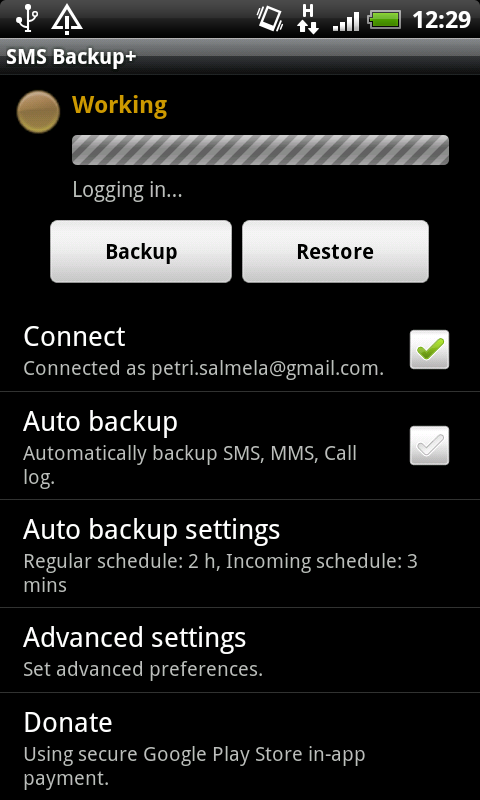 H 12:29
SMS Backup+
Working
Logging in...
Backup Restore
Connect
Connected as petri.salmela@gmail.com.
Auto backup
Automatically backup SMS, MMS, Call
log.
Auto backup settings
Regular schedule: 2 h, Incoming schedule: 3
mins
Advanced settings
Set advanced preferences.
Donate
Using secure Google Play Store in-app
payment.